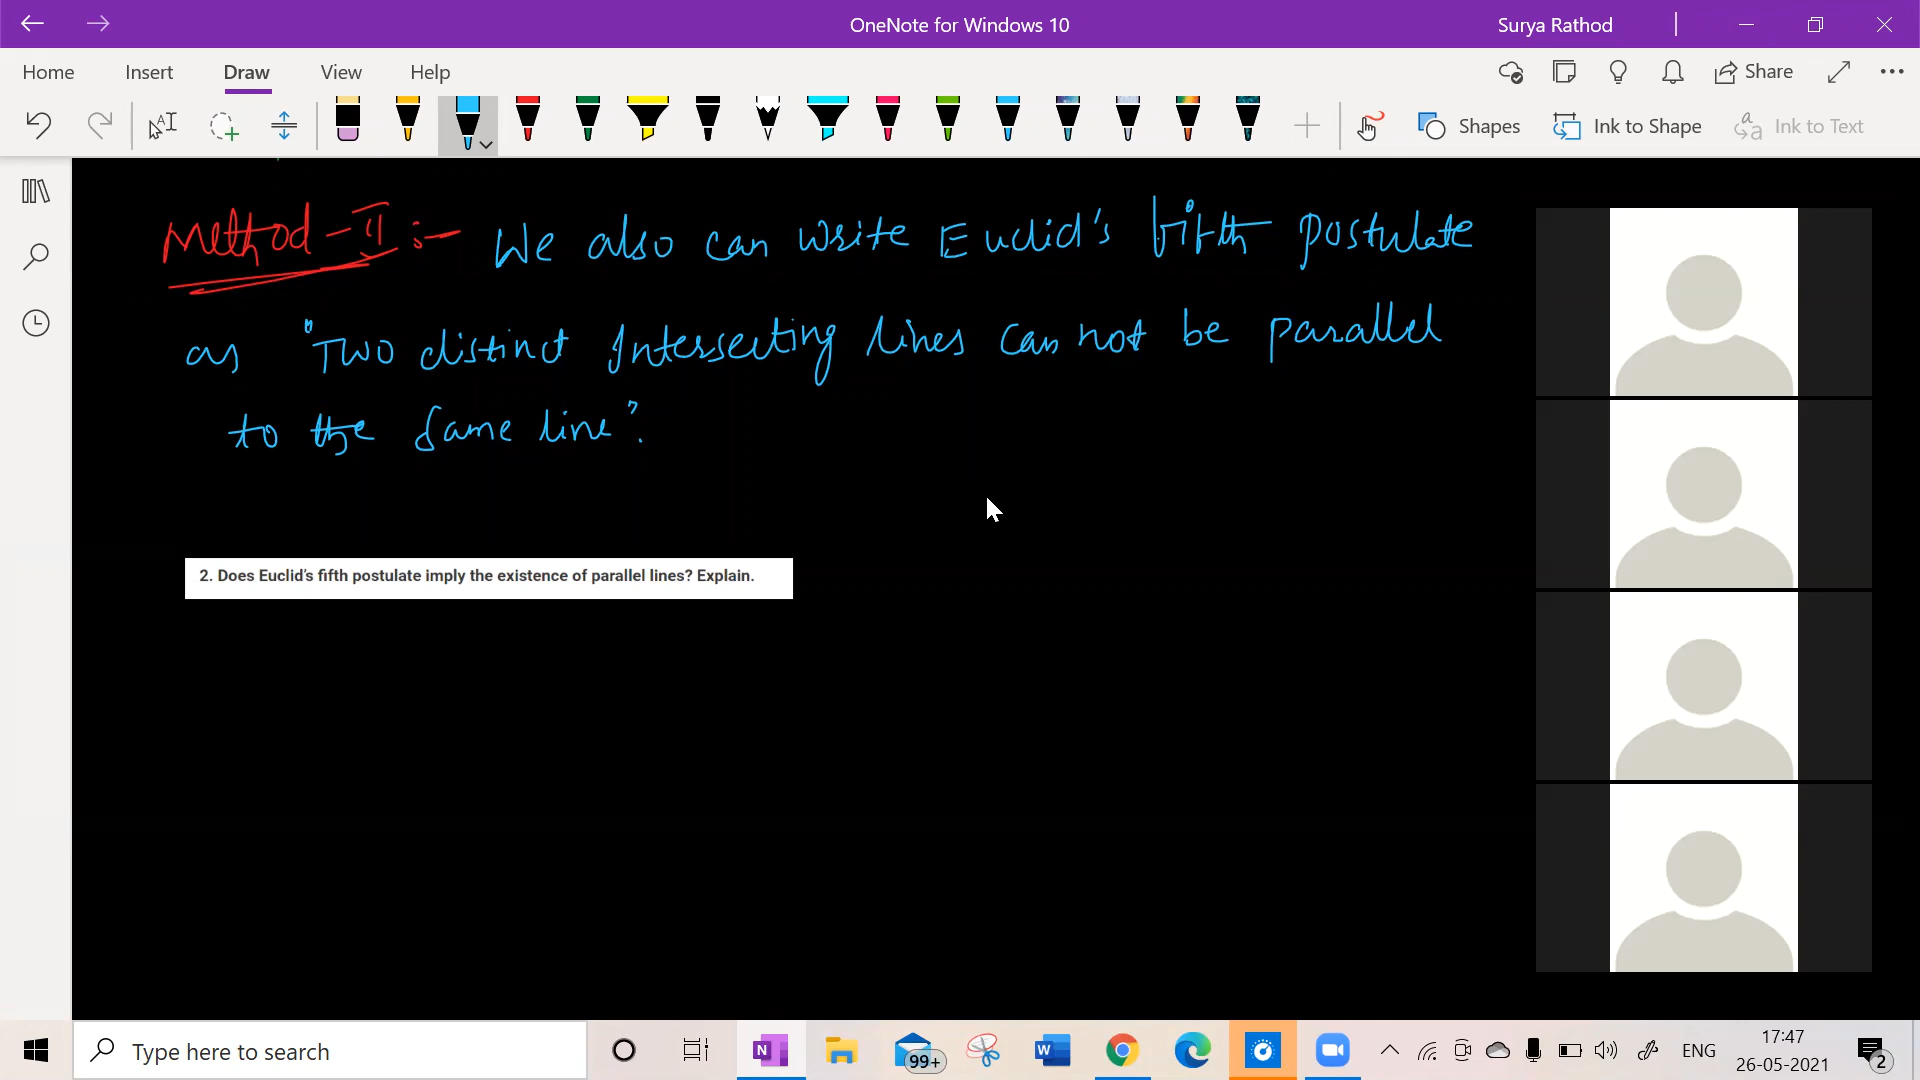 OneNote for Windows 10
Surya Rathod
Home Insert Draw View Help
Share
Shapes Ink to Shape Ink to Text
Method - II :- We also can write Euclid's fifth postulate
as "Two distinct Intersecting lines can not be parallel
to the same line"
2. Does Euclid's fifth postulate imply the existence of parallel lines? Explain.
Type here to search
99+
ENG
17:47
26-05-2021
2